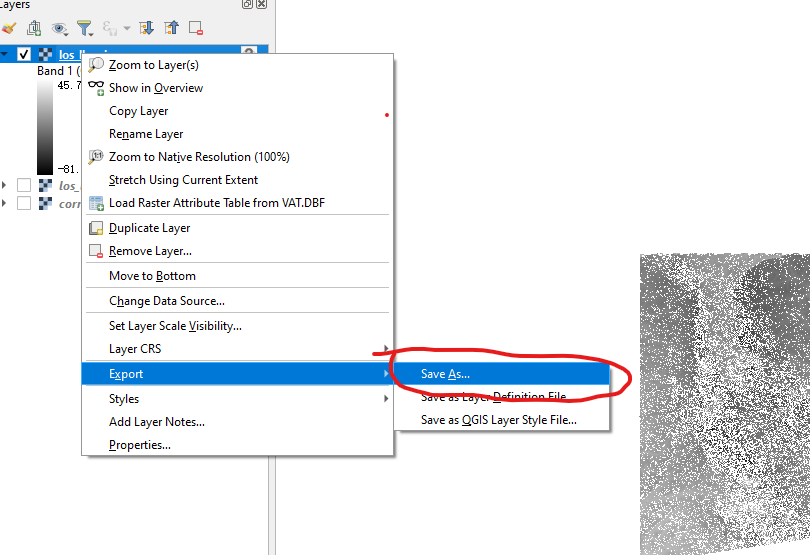 Layers
Band 1 (
45.7
-81.
los_
corr
Zoom to Layer(s)
Show in Overview
Copy Layer
Rename Layer
Zoom to Native Resolution (100%)
Stretch Using Current Extent
Load Raster Attribute Table from VAT.DBF
Duplicate Layer
Remove Layer...
Move to Bottom
Change Data Source...
Set Layer Scale Visibility...
Layer CRS
Export
Styles
Add Layer Notes...
Properties...
Save As...
Save as Layer Definition File...
Save as QGIS Layer Style File...